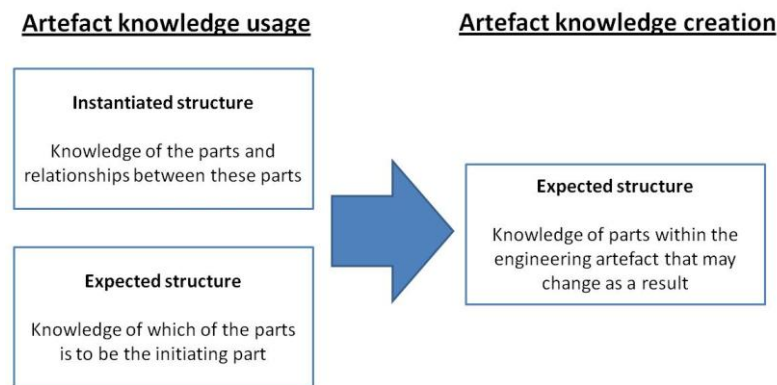 Artefact knowledge usage
Instantiated structure
Knowledge of the parts and
relationships between these parts
Expected structure
Knowledge of which of the parts
is to be the initiating part
Artefact knowledge creation
Expected structure
Knowledge of parts within the
engineering artefact that may
change as a result